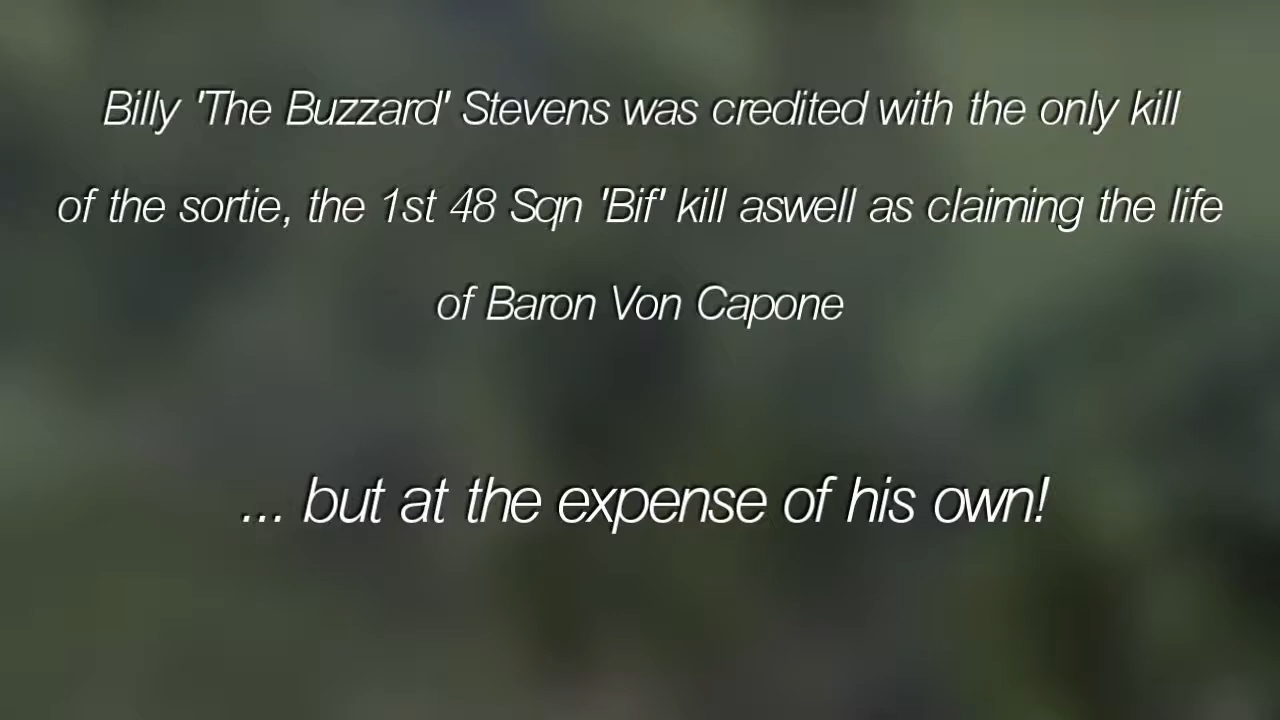 Billy 'The Buzzard' Stevens was credited with the only kill
of the sortie, the 1st 48 Sqn 'Bif' kill aswell as claiming the life
of Baron Von Capone
... but at the expense of his own!